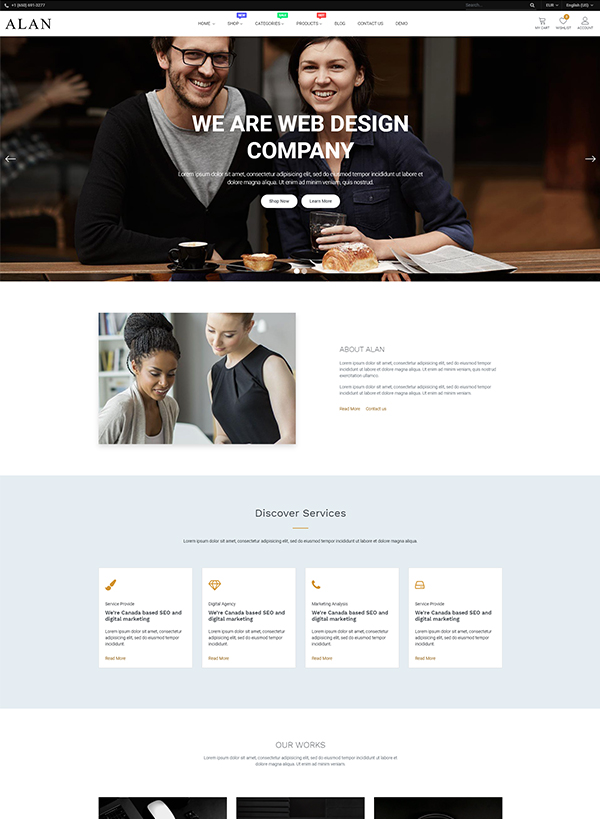 +1 (650) 691-3277 Search... EUR English (US)
ALAN HOME SHOP NEW CATEGORIES SALE PRODUCTS HOT BLOG CONTACT US DEMO MY CART WISHLIST ACCOUNT
WE ARE WEB DESIGN
COMPANY
Lorem ipsum dolor sit amet, consectetur adipisicing elit, sed do eiusmod tempor incididunt ut labore et
dolore magna aliqua. Ut enim ad minim veniam, quis nostrud.
Shop Now Learn More
ABOUT ALAN
Lorem ipsum dolor sit amet, consectetur adipisicing elit, sed do eiusmod tempor
incididunt ut labore et dolore magna aliqua. Ut enim ad minim veniam, quis nostrud
exercitation ullamco.
Lorem ipsum dolor sit amet, consectetur adipisicing elit, sed do eiusmod tempor
incididunt ut labore et dolore magna aliqua. Ut enim ad minim veniam.
Read More Contact us
Discover Services
Lorem ipsum dolor sit amet, consectetur adipisicing elit, sed do eiusmod tempor incididunt ut labore et dolore magna aliqua.
Service Provide
We're Canada based SEO and
digital marketing
Lorem ipsum dolor sit amet, consectetur
adipisicing elit, sed do eiusmod tempor
incididunt.
Read More
Digital Agency
We're Canada based SEO and
digital marketing
Lorem ipsum dolor sit amet, consectetur
adipisicing elit, sed do eiusmod tempor
incididunt.
Read More
Marketing Analysis
We're Canada based SEO and
digital marketing
Lorem ipsum dolor sit amet, consectetur
adipisicing elit, sed do eiusmod tempor
incididunt.
Read More
Service Provide
We're Canada based SEO and
digital marketing
Lorem ipsum dolor sit amet, consectetur
adipisicing elit, sed do eiusmod tempor
incididunt.
Read More
OUR WORKS
Lorem ipsum dolor sit amet, consectetur adipisicing elit, sed do eiusmod tempor incididunt ut labore et
dolore magna aliqua. Ut enim ad minim veniam.